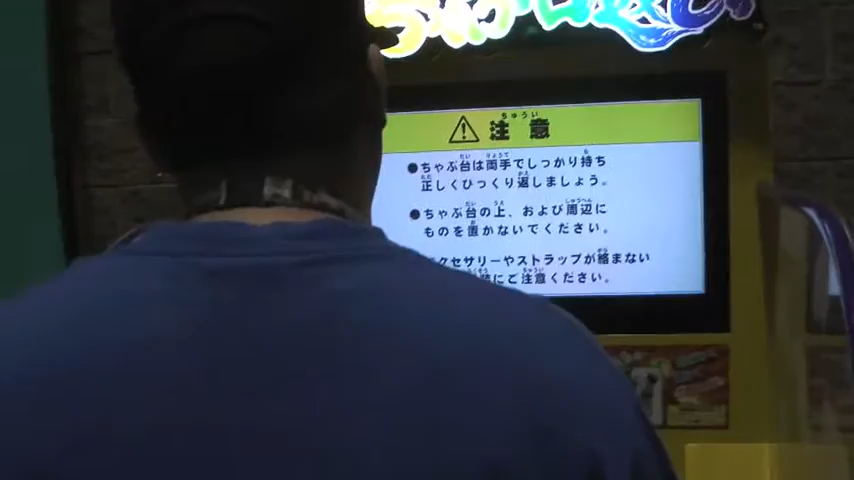 注意
●ちゃぶ台は両手でしっかり持ち
正しくひっくり返しましょう。
●ちゃぶ台の上、および周辺に
ものを置かないでください。
クセサリーやストラップが絡まない
にご注意ください。